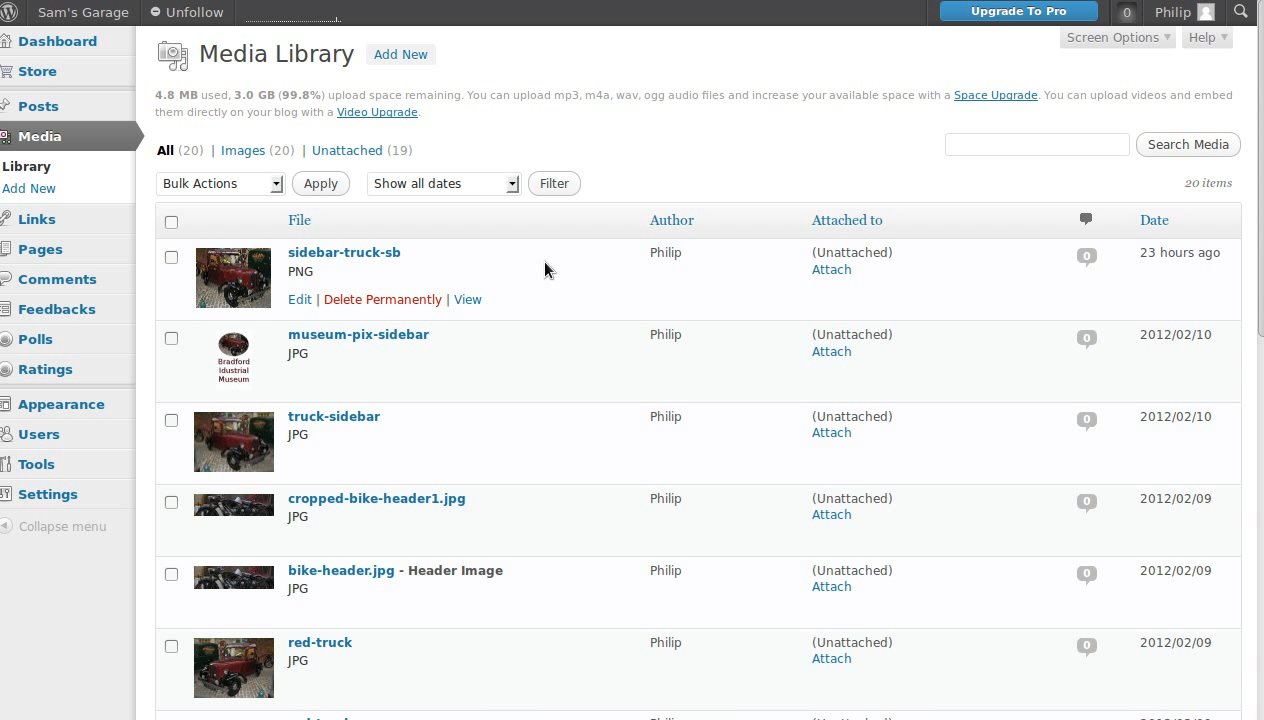 Sam's Garage Unfollow Upgrade To Pro 0 Philip
Screen Options Help
Dashboard
Store
Posts
Media
Library
Add New
Links
Pages
Comments
Feedbacks
Polls
Ratings
Appearance
Users
Tools
Settings
Collapse menu
Media Library Add New
4.8 MB used, 3.0 GB (99.8%) upload space remaining. You can upload mp3, m4a, wav, ogg audio files and increase your available space with a Space Upgrade. You can upload videos and embed
them directly on your blog with a Video Upgrade.
All (20) | Images (20) | Unattached (19) Search Media
Bulk Actions Apply Show all dates Filter 20 items
File Author Attached to Date
sidebar-truck-sb Philip (Unattached) 0 23 hours ago
PNG Attach
Edit | Delete Permanently | View
museum-pix-sidebar Philip (Unattached) 0 2012/02/10
JPG Attach
Bradford
Idustrial
Museum
truck-sidebar Philip (Unattached) 0 2012/02/10
JPG Attach
cropped-bike-header1.jpg Philip (Unattached) 0 2012/02/09
JPG Attach
bike-header.jpg - Header Image Philip (Unattached) 0 2012/02/09
JPG Attach
red-truck Philip (Unattached) 0 2012/02/09
JPG Attach